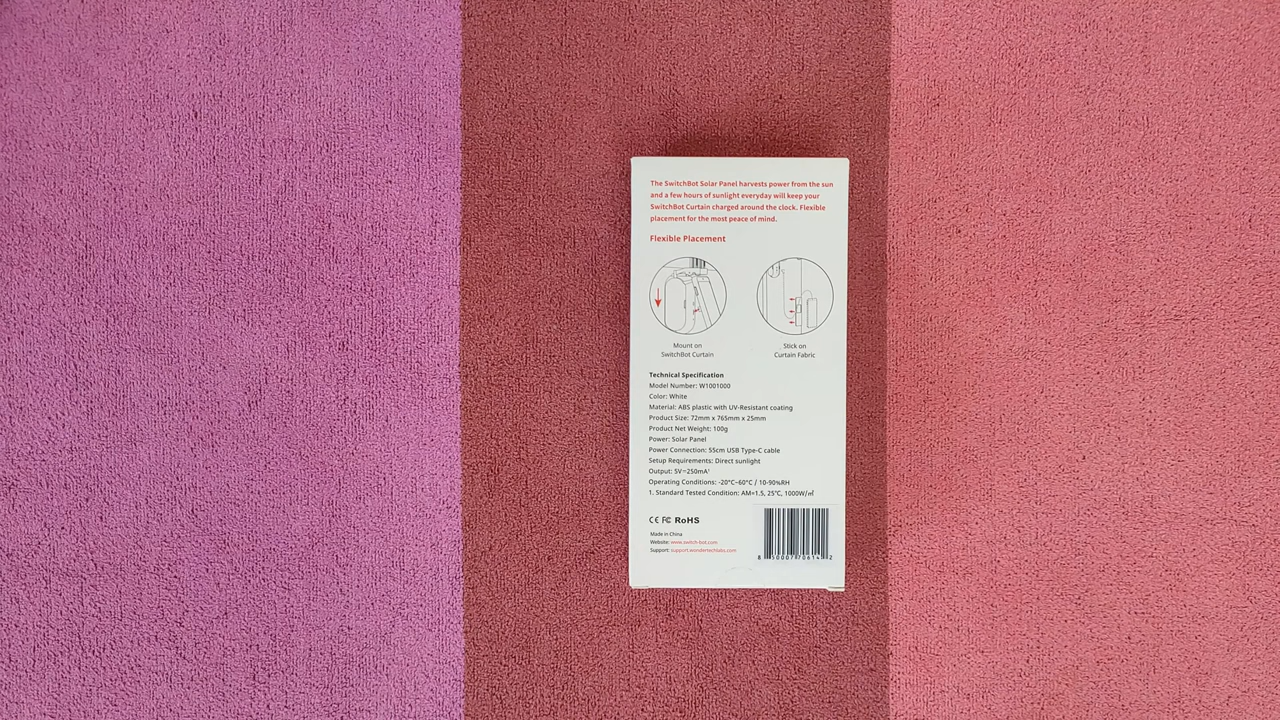 The SwitchBot Solar Panel harvests power from the sun
and a few hours of sunlight everyday will keep your
SwitchBot Curtain charged around the clock. Flexible
placement for the most peace of mind.
Flexible Placement
Mount on
SwitchBot Curtain
Stick on
Curtain Fabric
Technical Specification
Model Number: W1001000
Color: White
Material: ABS plastic with UV-Resistant coating
Product Size: 72mm x 765mm x 25mm
Product Net Weight: 100g
Power: Solar Panel
Power Connection: 55cm USB Type-C cable
Setup Requirements: Direct sunlight
Output: 5V⎓250mA¹
Operating Conditions: -20°C~60°C / 10-90%RH
1. Standard Tested Condition: AM=1.5, 25℃, 1000W/㎡
CE FC RoHS
Made in China
Website: www.switch-bot.com
Support: support.wondertechlabs.com
8 50007 70614 2